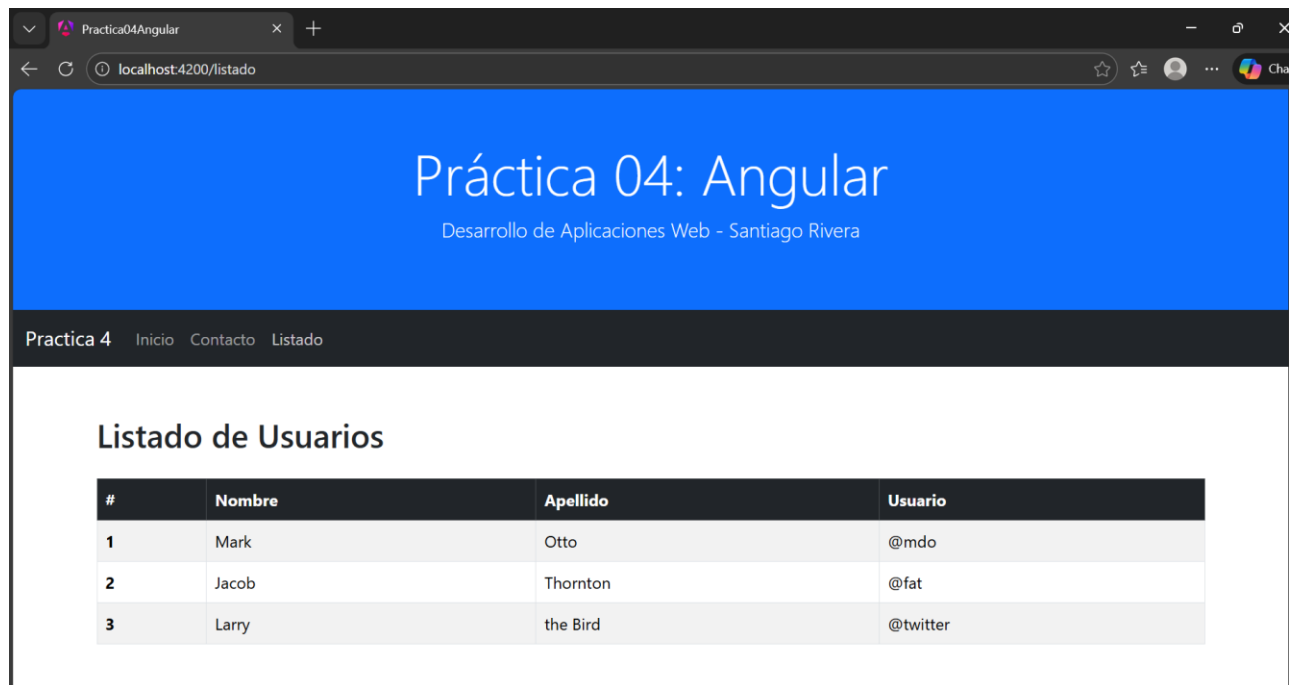 Practica04Angular
localhost:4200/listado
Cha
Práctica 04: Angular
Desarrollo de Aplicaciones Web - Santiago Rivera
Practica 4 Inicio Contacto Listado
Listado de Usuarios
# Nombre Apellido Usuario
1 Mark Otto @mdo
2 Jacob Thornton @fat
3 Larry the Bird @twitter